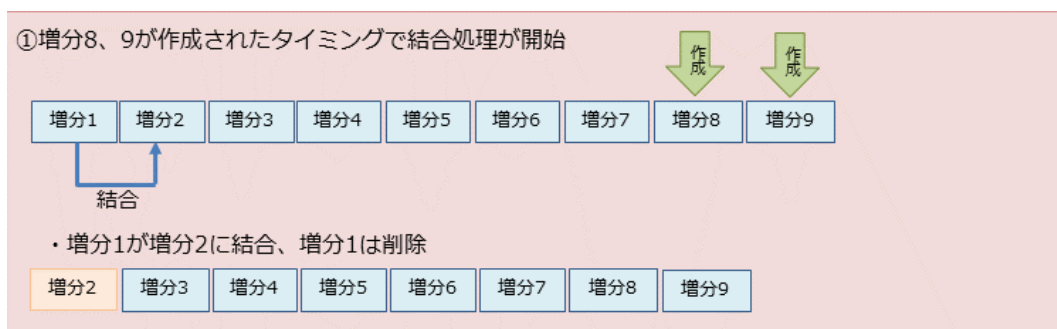 ①増分8、9が作成されたタイミングで結合処理が開始
作成
作成
増分1 増分2 増分3 増分4 増分5 増分6 増分7 増分8 増分9
結合
・増分1が増分2に結合、増分1は削除
増分2 増分3 増分4 増分5 増分6 増分7 増分8 増分9